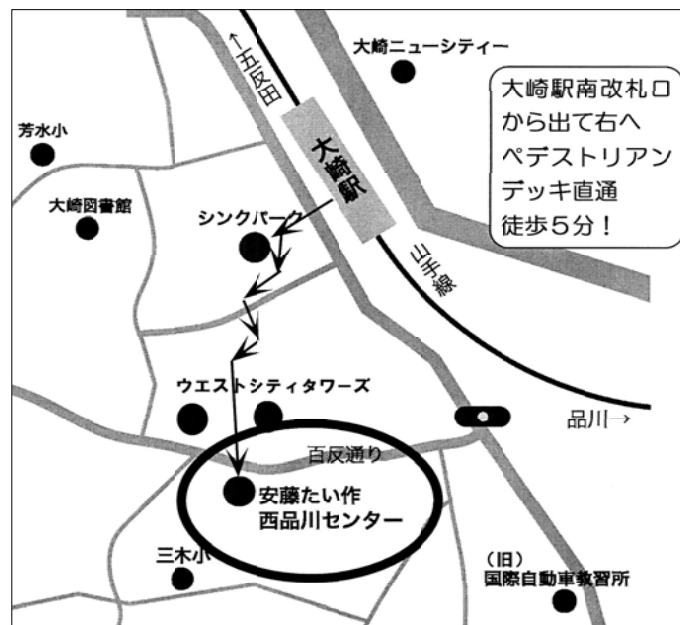 大崎ニューシティー
←五反田
大崎駅南改札口
から出て右へ
ペデストリアン
デッキ直通
徒歩5分！
芳水小
大崎駅
大崎図書館
シンクパーク
山手線
ウエストシティタワーズ
品川→
百反通り
安藤たい作
西品川センター
三木小
（旧）
国際自動車教習所